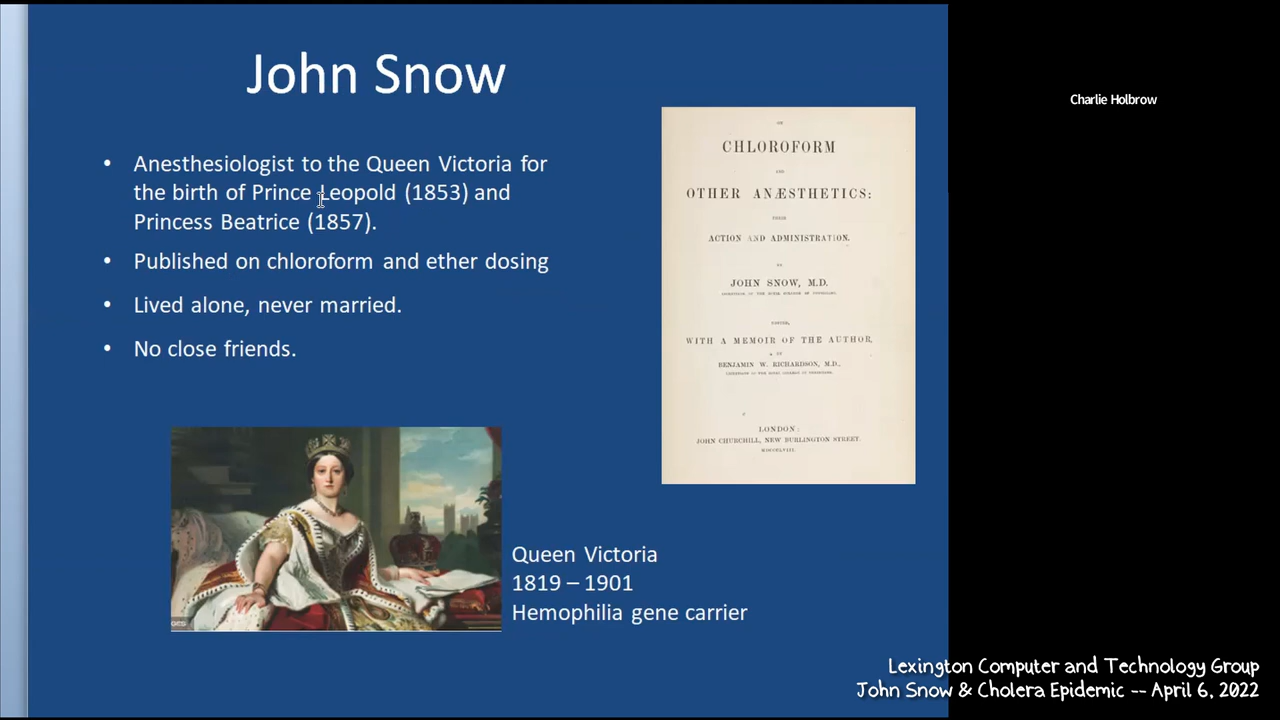 John Snow
• Anesthesiologist to the Queen Victoria for
the birth of Prince Leopold (1853) and
Princess Beatrice (1857).
• Published on chloroform and ether dosing
• Lived alone, never married.
• No close friends.
Charlie Holbrow
ON
CHLOROFORM
AND
OTHER ANÆSTHETICS:
THEIR
ACTION AND ADMINISTRATION.
BY
JOHN SNOW, M.D.
EDITED,
WITH A MEMOIR OF THE AUTHOR,
BY
BENJAMIN W. RICHARDSON, M.D.,
LONDON:
JOHN CHURCHILL, NEW BURLINGTON STREET.
MDCCCLVIII.
Queen Victoria
1819 – 1901
Hemophilia gene carrier
Lexington Computer and Technology Group
John Snow & Cholera Epidemic -- April 6, 2022